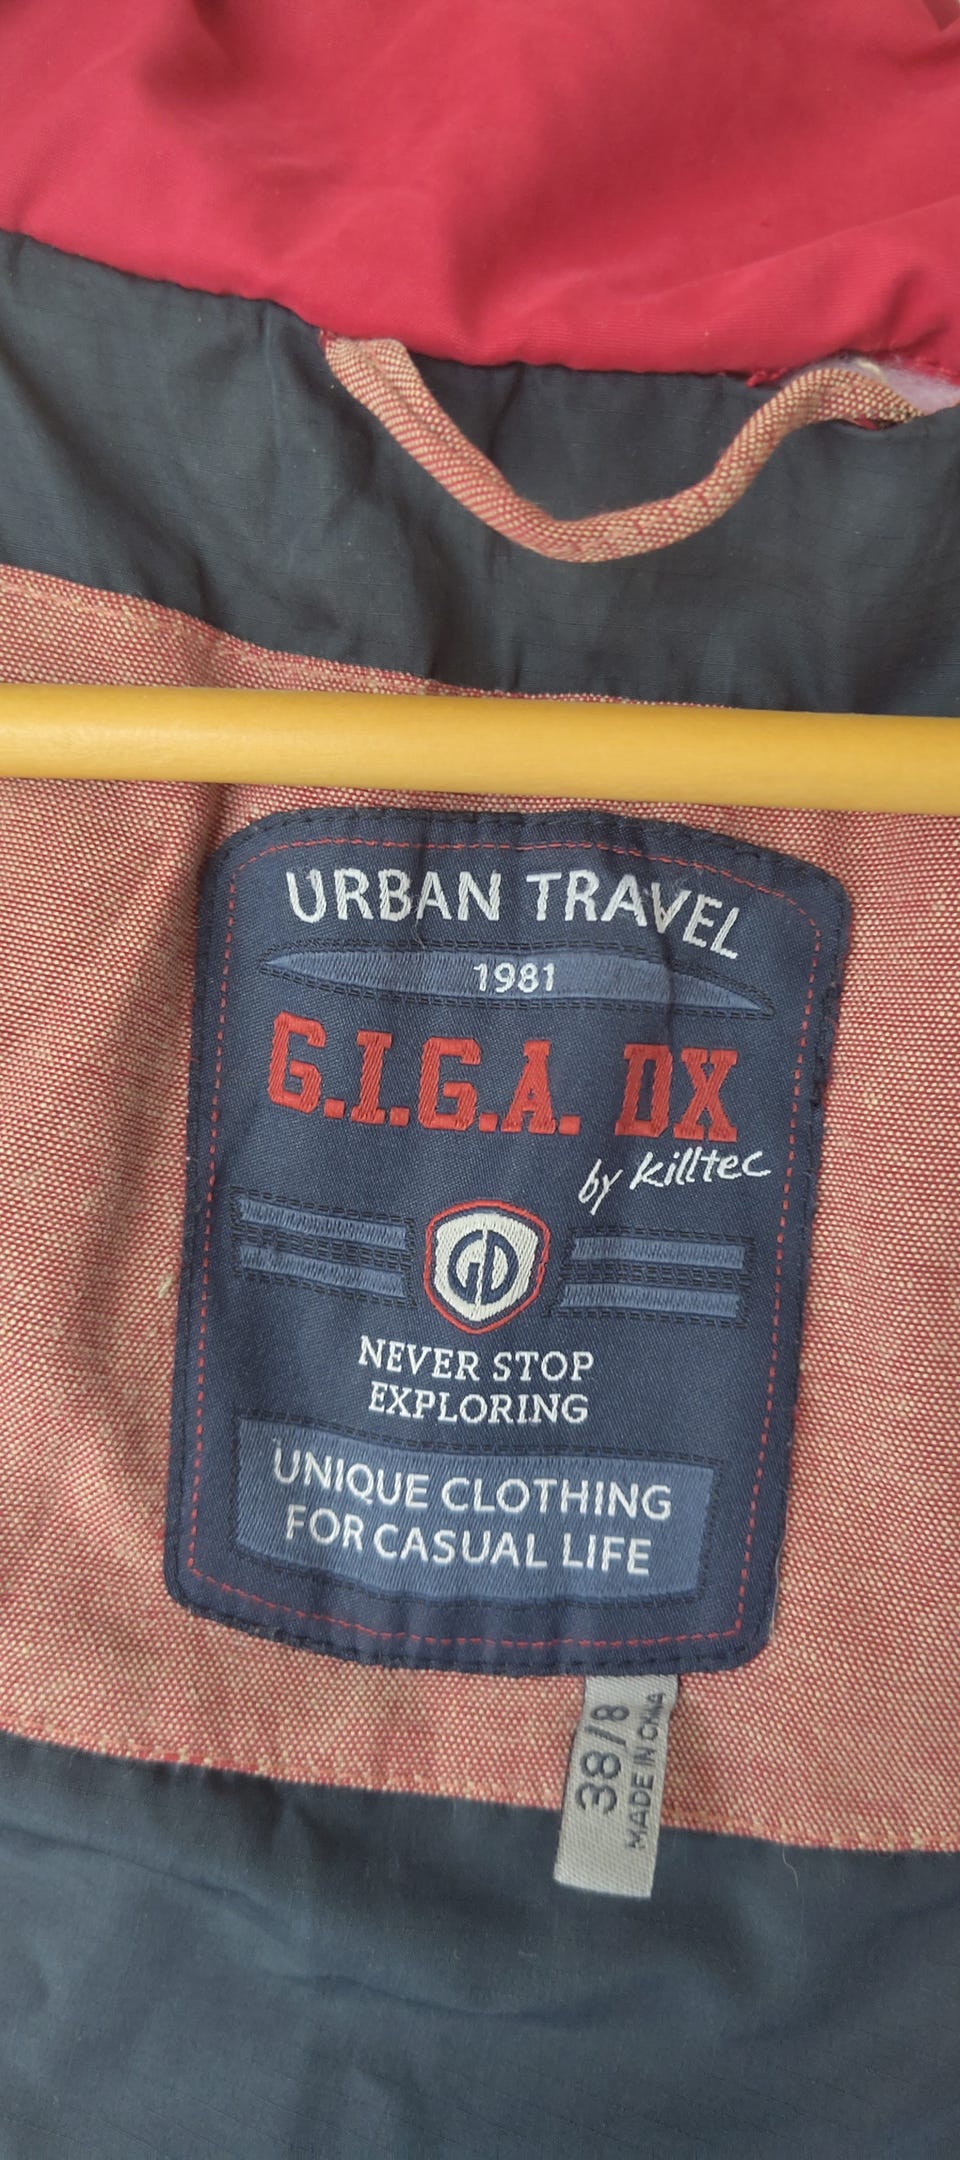 URBAN TRAVEL
1981
G.I.G.A. DX
by killtec
GD
NEVER STOP
EXPLORING
UNIQUE CLOTHING
FOR CASUAL LIFE
38/8
MADE IN CHINA